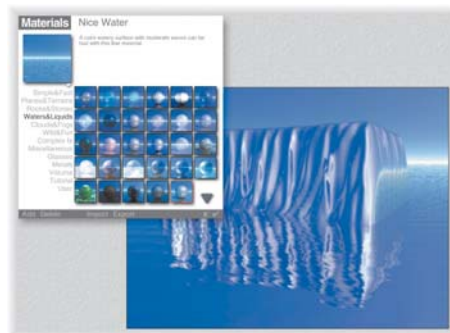 Materials Nice Water
A calm watery surface with moderate waves can be
had with this fine material.
Simple&Fast
Planes&Terrains
Rocks&Stones
Waters&Liquids
Clouds&Fogs
Wild&Fun
Complex fx
Miscellaneous
Glasses
Metals
Volume
Tutorial
User
Add Delete Import Export